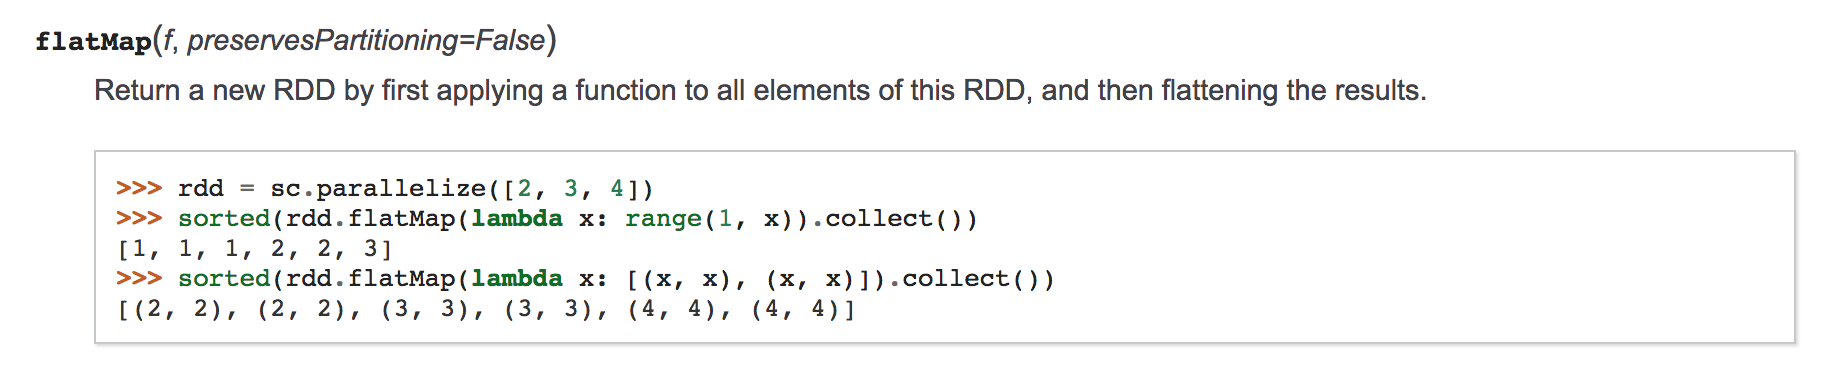 flatMap(f, preservesPartitioning=False)
Return a new RDD by first applying a function to all elements of this RDD, and then flattening the results.
>>> rdd = sc.parallelize([2, 3, 4])
>>> sorted(rdd.flatMap(lambda x: range(1, x)).collect())
[1, 1, 1, 2, 2, 3]
>>> sorted(rdd.flatMap(lambda x: [(x, x), (x, x)]).collect())
[(2, 2), (2, 2), (3, 3), (3, 3), (4, 4), (4, 4)]